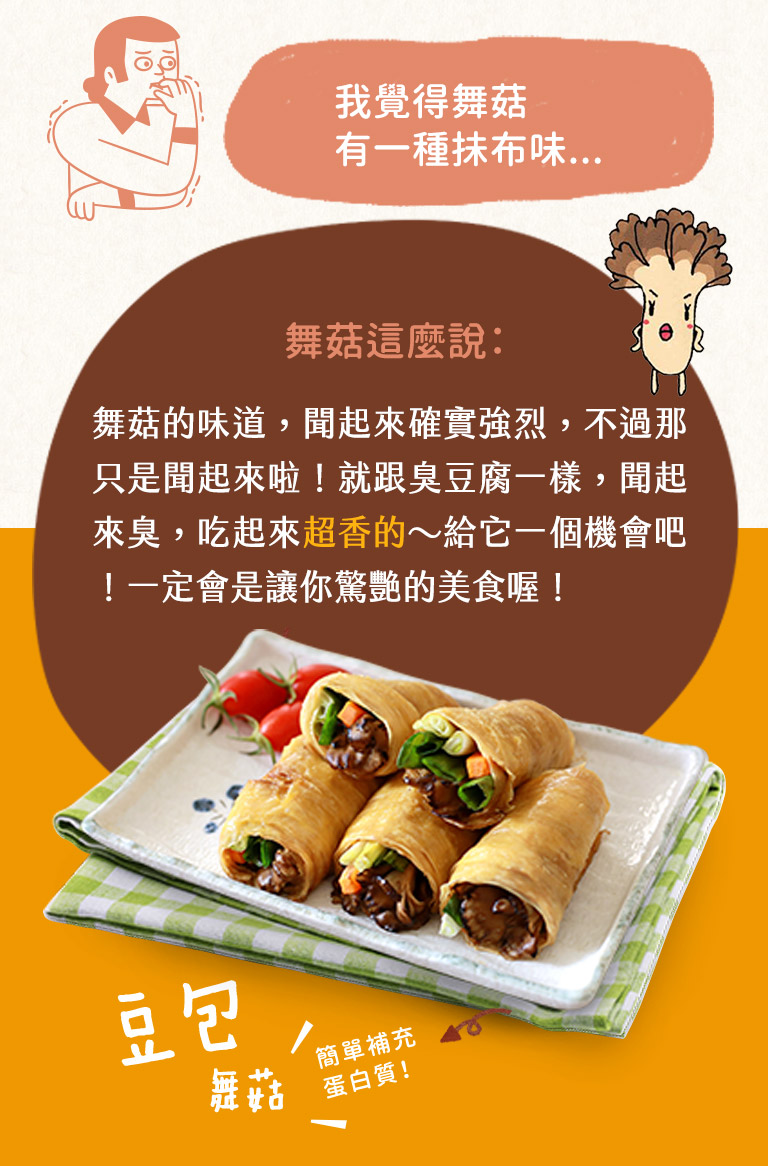 我覺得舞菇
有一種抹布味...
舞菇這麼說：
舞菇的味道，聞起來確實強烈，不過那
只是聞起來啦！就跟臭豆腐一樣，聞起
來臭，吃起來超香的～給它一個機會吧
！一定會是讓你驚艷的美食喔！
豆包
舞菇
簡單補充
蛋白質！